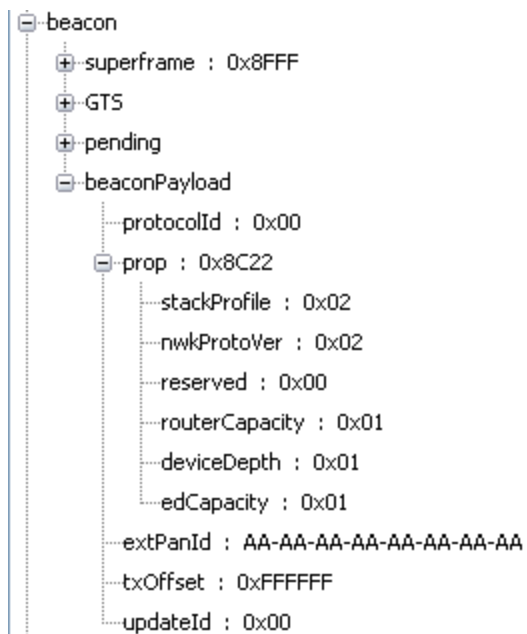 beacon
superframe : 0x8FFF
GTS
pending
beaconPayload
protocolId : 0x00
prop : 0x8C22
stackProfile : 0x02
nwkProtoVer : 0x02
reserved : 0x00
routerCapacity : 0x01
deviceDepth : 0x01
edCapacity : 0x01
extPanId : AA-AA-AA-AA-AA-AA-AA-AA
txOffset : 0xFFFFFF
updateId : 0x00